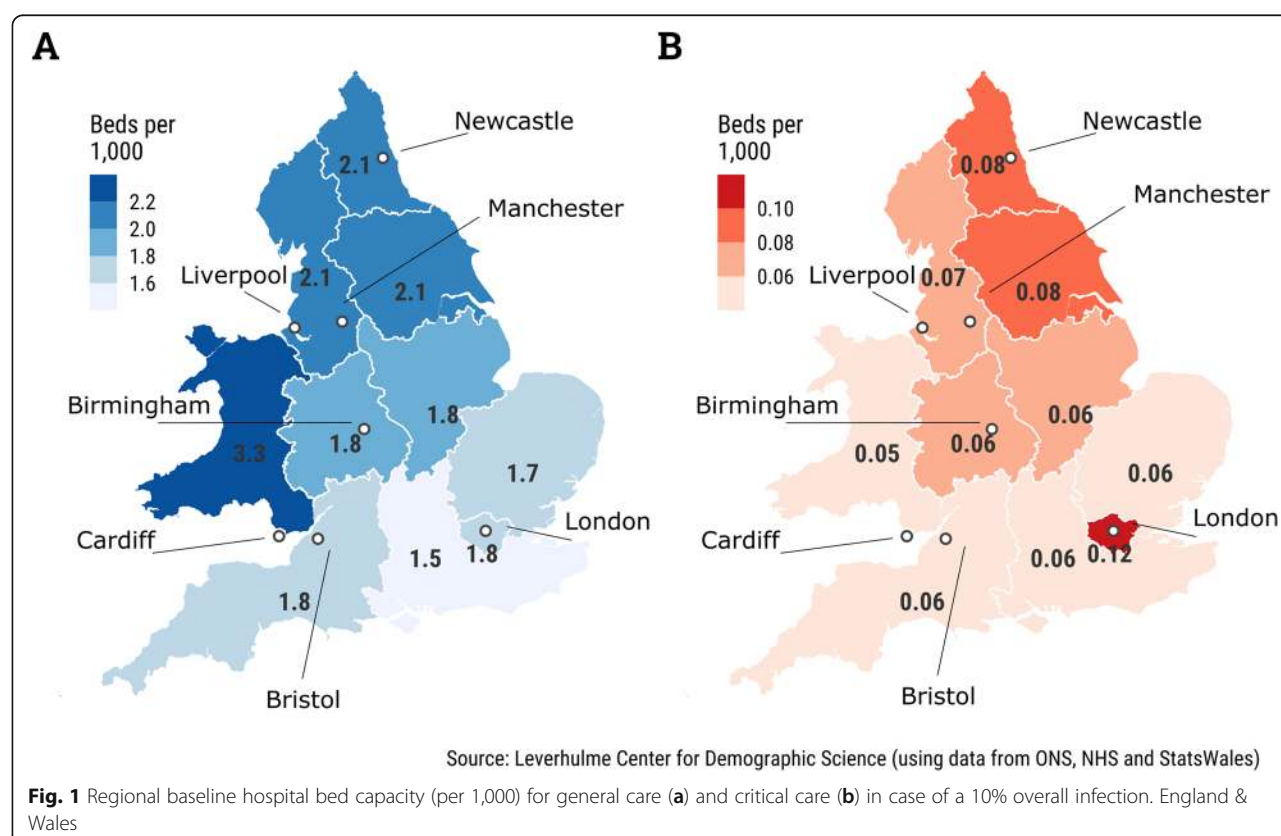 A
Beds per
1,000
2.2
2.0
1.8
1.6
Newcastle
2.1
Manchester
Liverpool
2.1
2.1
Birmingham
1.8
1.8
3.3
1.7
Cardiff
London
1.5
1.8
1.8
Bristol
B
Beds per
1,000
0.10
0.08
0.06
Newcastle
0.08
Manchester
Liverpool
0.07
0.08
Birmingham
0.06
0.06
0.05
0.06
Cardiff
London
0.06
0.12
0.06
Bristol
Source: Leverhulme Center for Demographic Science (using data from ONS, NHS and StatsWales)
Fig. 1 Regional baseline hospital bed capacity (per 1,000) for general care (a) and critical care (b) in case of a 10% overall infection. England &
Wales